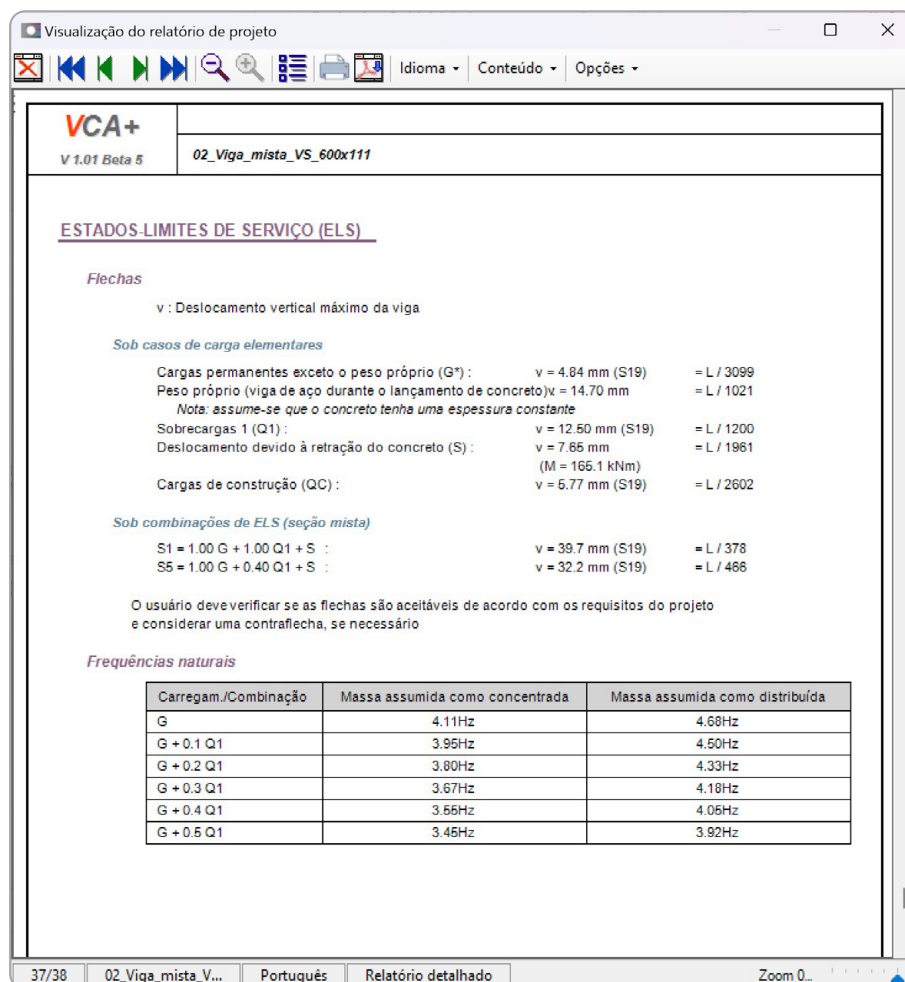 Visualização do relatório de projeto
Idioma Conteúdo Opções
VCA+
V 1.01 Beta 5
02_Viga_mista_VS_600x111
ESTADOS-LIMITES DE SERVIÇO (ELS)
Flechas
v : Deslocamento vertical máximo da viga
Sob casos de carga elementares
Cargas permanentes exceto o peso próprio (G*) : v = 4.84 mm (S19) = L / 3099
Peso próprio (viga de aço durante o lançamento de concreto) v = 14.70 mm = L / 1021
Nota: assume-se que o concreto tenha uma espessura constante
Sobrecargas 1 (Q1) : v = 12.50 mm (S19) = L / 1200
Deslocamento devido à retração do concreto (S) : v = 7.65 mm = L / 1961
(M = 165.1 kNm)
Cargas de construção (QC) : v = 5.77 mm (S19) = L / 2602
Sob combinações de ELS (seção mista)
S1 = 1.00 G + 1.00 Q1 + S : v = 39.7 mm (S19) = L / 378
S5 = 1.00 G + 0.40 Q1 + S : v = 32.2 mm (S19) = L / 466
O usuário deve verificar se as flechas são aceitáveis de acordo com os requisitos do projeto
e considerar uma contraflecha, se necessário
Frequências naturais
Carregam./Combinação Massa assumida como concentrada Massa assumida como distribuída
G 4.11Hz 4.68Hz
G + 0.1 Q1 3.95Hz 4.50Hz
G + 0.2 Q1 3.80Hz 4.33Hz
G + 0.3 Q1 3.67Hz 4.18Hz
G + 0.4 Q1 3.55Hz 4.05Hz
G + 0.5 Q1 3.45Hz 3.92Hz
37/38 02_Viga_mista_V... Português Relatório detalhado Zoom 0...